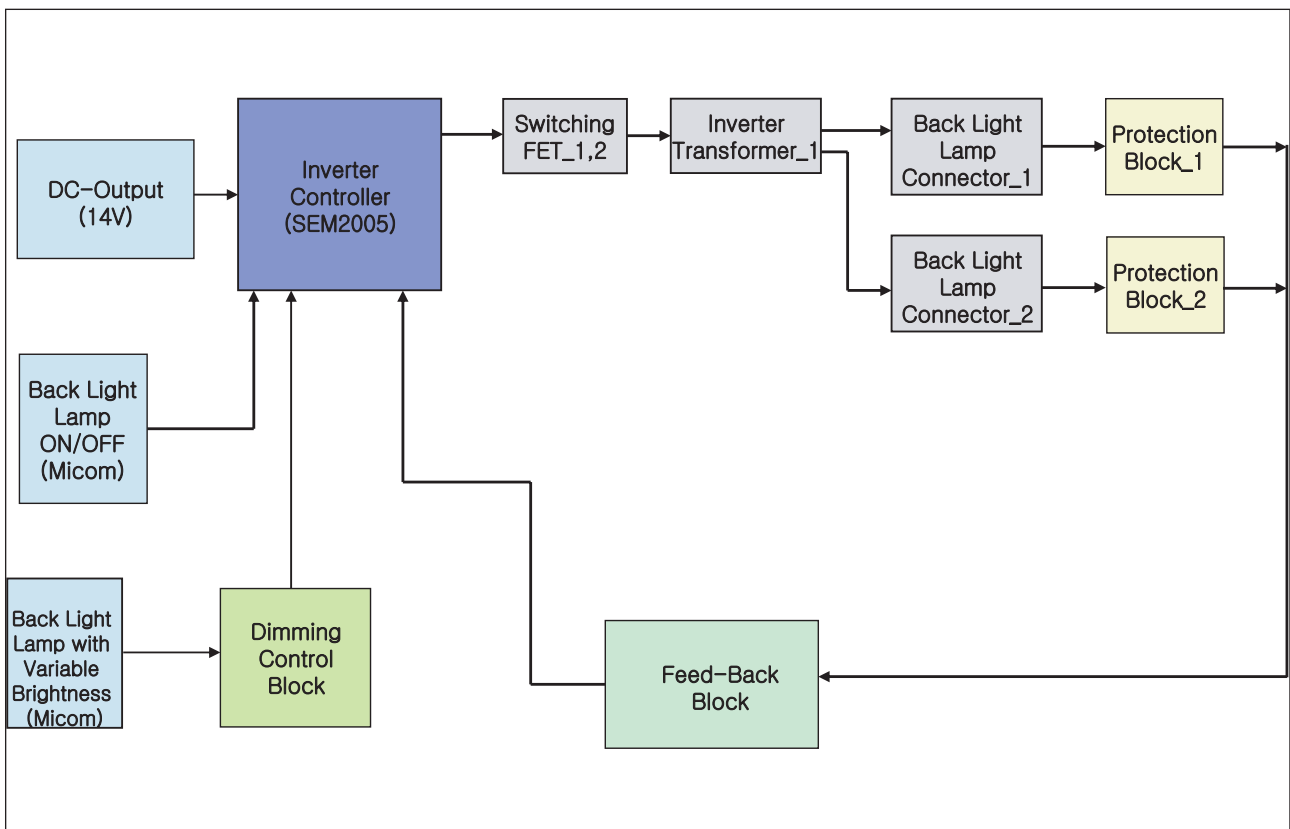 DC-Output
(14V)
Inverter
Controller
(SEM2005)
Switching
FET_1,2
Inverter
Transformer_1
Back Light
Lamp
Connector_1
Protection
Block_1
Back Light
Lamp
Connector_2
Protection
Block_2
Back Light
Lamp
ON/OFF
(Micom)
Back Light
Lamp with
Variable
Brightness
(Micom)
Dimming
Control
Block
Feed-Back
Block